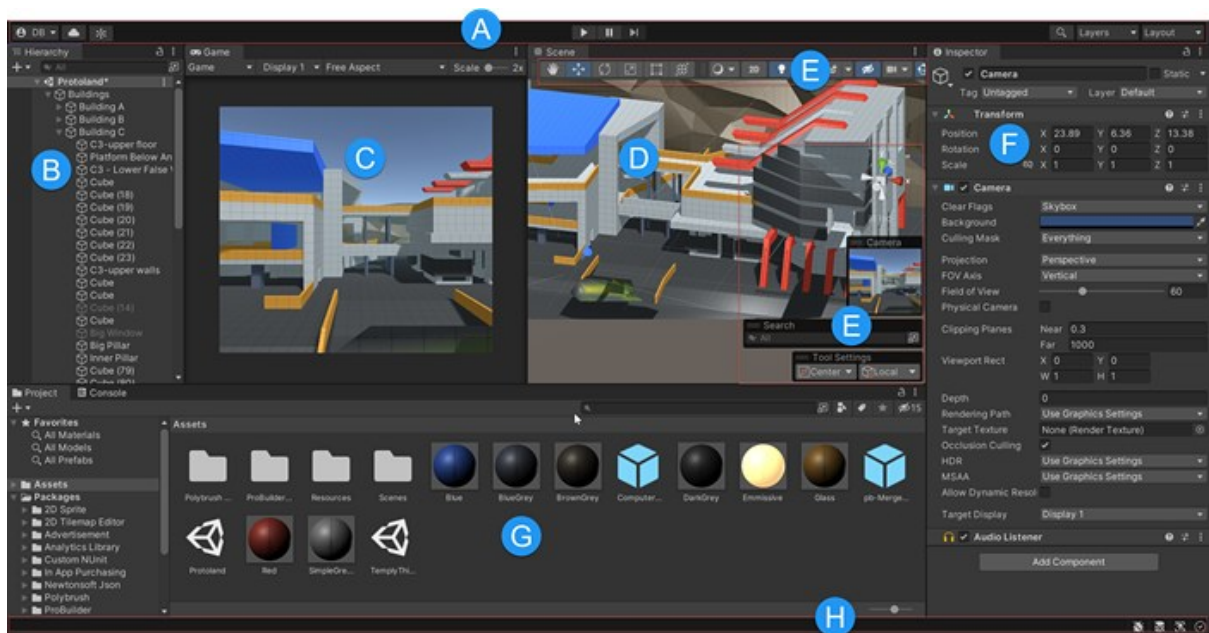 A
DB
Layers
Layout
Hierarchy
All
Protoland*
Buildings
Building A
Building B
Building C
C3-upper floor
Platform Below An
C3 - Lower False
Cube
Cube (18)
Cube (19)
Cube (20)
Cube (21)
Cube (22)
Cube (23)
C3-upper walls
Cube
Cube
Cube (14)
Cube
Big Window
Big Pillar
Inner Pillar
Cube (79)
Cube (80)
B
Game
Game Display 1 Free Aspect Scale 2x
C
Scene
2D
E
D
Camera
E
Search
All
Tool Settings
Center Local
Inspector
Camera Static
Tag Untagged Layer Default
Transform
Position X 23.89 Y 6.36 Z 13.38
Rotation X 0 Y 0 Z 0
Scale X 1 Y 1 Z 1
F
Camera
Clear Flags Skybox
Background
Culling Mask Everything
Projection Perspective
FOV Axis Vertical
Field of View 60
Physical Camera
Clipping Planes Near 0.3
Far 1000
Viewport Rect X 0 Y 0
W 1 H 1
Depth 0
Rendering Path Use Graphics Settings
Target Texture None (Render Texture)
Occlusion Culling
HDR Use Graphics Settings
MSAA Use Graphics Settings
Allow Dynamic Resol
Target Display Display 1
Audio Listener
Add Component
Project Console
15
Favorites
All Materials
All Models
All Prefabs
Assets
Packages
2D Sprite
2D Tilemap Editor
Advertisement
Analytics Library
Custom NUnit
In App Purchasing
Newtonsoft Json
Polybrush
ProBuilder
Assets
Polybrush ... ProBuilder... Resources Scenes Blue BlueGrey BrownGrey Computer... DarkGrey Emmissive Glass pb-Merge...
Protoland Red SimpleGre... TemplyThi...
G
H